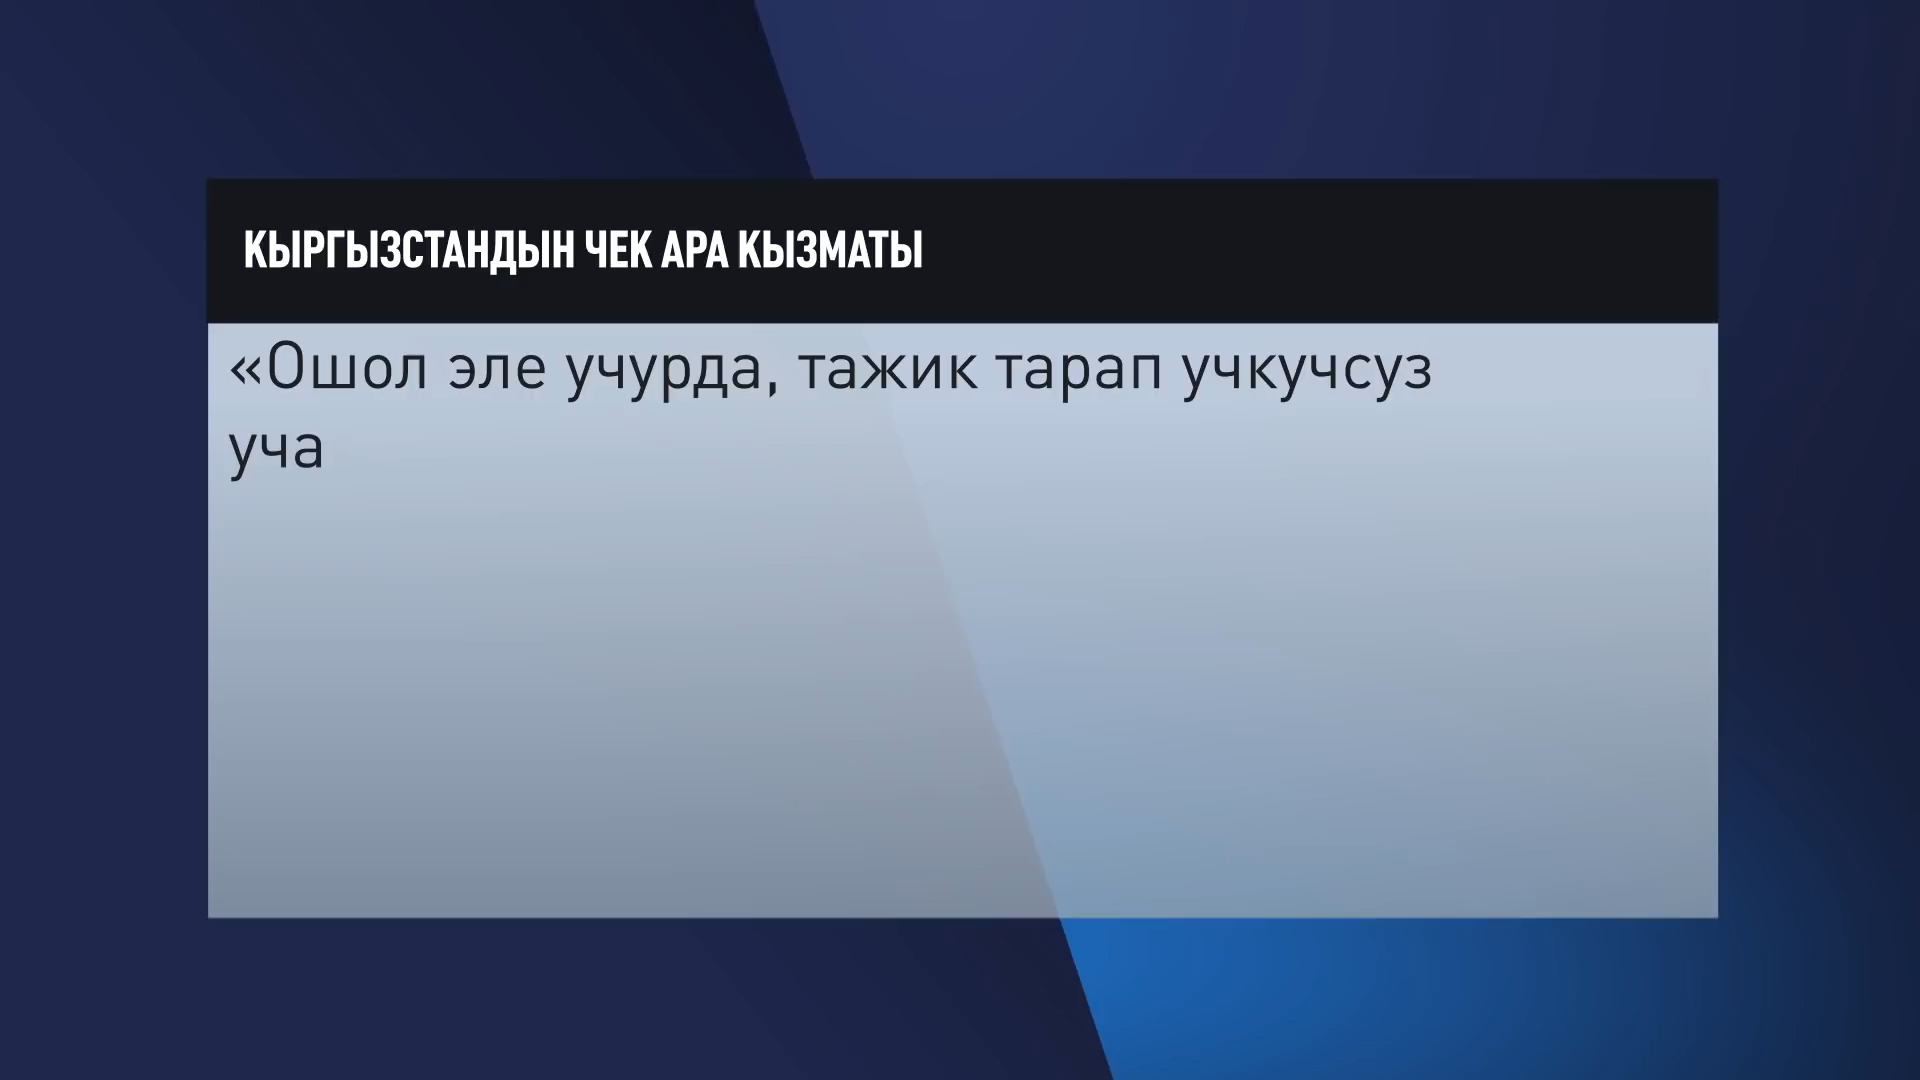 КЫРГЫЗСТАНДЫН ЧЕК АРА КЫЗМАТЫ
«Ошол эле учурда, тажик тарап учкучсуз
уча